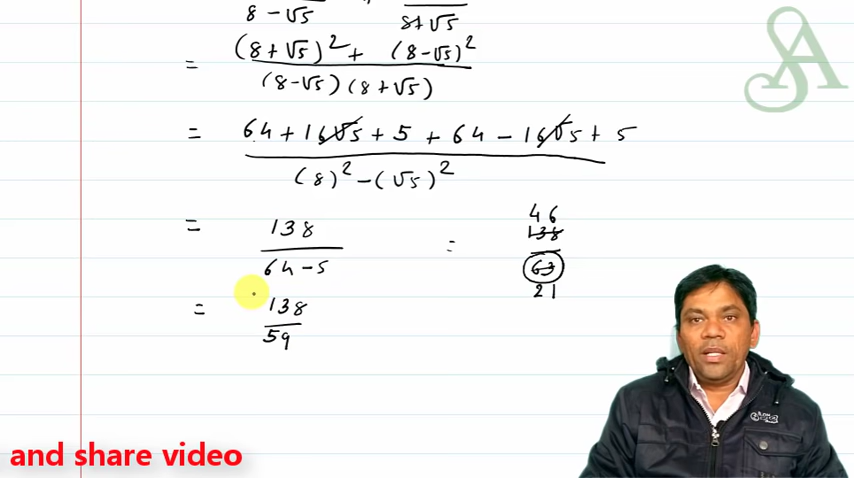 8 - √5    8 + √5
= (8 + √5)² + (8 - √5)²
(8 - √5) (8 + √5)
= 64 + 16√5 + 5 + 64 - 16√5 + 5
(8)² - (√5)²
= 138 / 64 - 5
= 46 138 / 63 21
= 138 / 59
and share video